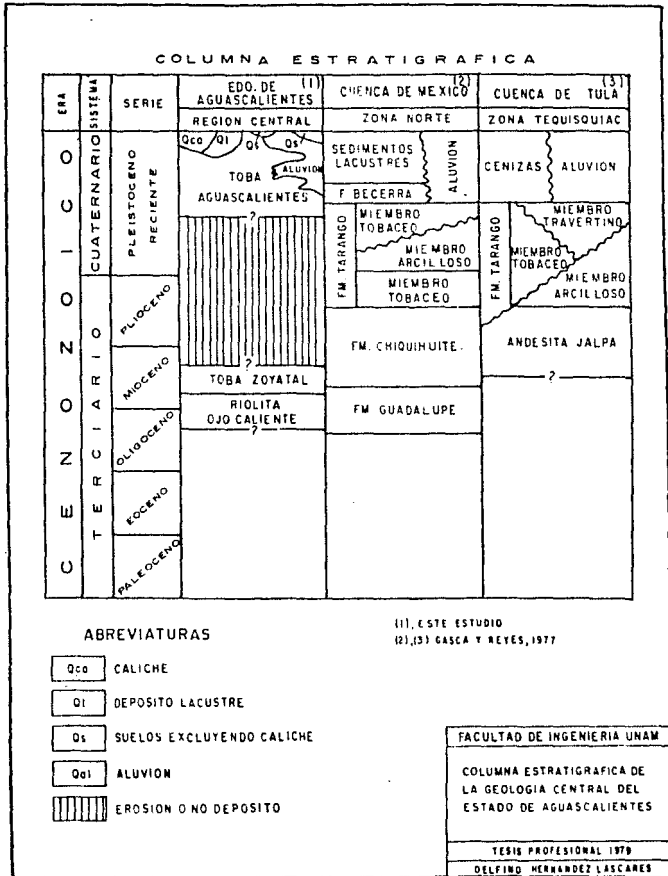 COLUMNA ESTRATIGRAFICA
ERA
SISTEMA
SERIE
EDO. DE (1)
AGUASCALIENTES
REGION CENTRAL
CUENCA DE MEXICO (2)
ZONA NORTE
CUENCA DE TULA (3)
ZONA TEQUISQUIAC
CENOZOICO
CUATERNARIO
TERCIARIO
PLEISTOCENO
RECIENTE
PLIOCENO
MIOCENO
OLIGOCENO
EOCENO
PALEOCENO
Qca
Ql
Qs
ALUVION
TOBA
AGUASCALIENTES
?
?
TOBA ZOYATAL
RIOLITA
OJO CALIENTE
?
SEDIMENTOS
LACUSTRES
ALUVION
F BECERRA
FM. TARANGO
MIEMBRO
TOBACEO
MIEMBRO
ARCILLOSO
MIEMBRO
TOBACEO
FM. CHIQUIHUITE.
FM GUADALUPE
CENIZAS
ALUVION
FM. TARANGO
MIEMBRO
TRAVERTINO
MIEMBRO
TOBACEO
MIEMBRO
ARCILLOSO
ANDESITA JALPA
?
ABREVIATURAS
Qca CALICHE
Ql DEPOSITO LACUSTRE
Qs SUELOS EXCLUYENDO CALICHE
Qal ALUVION
EROSION O NO DEPOSITO
(1), ESTE ESTUDIO
(2),(3) GASCA Y REYES, 1977
FACULTAD DE INGENIERIA UNAM
COLUMNA ESTRATIGRAFICA DE
LA GEOLOGIA CENTRAL DEL
ESTADO DE AGUASCALIENTES
TESIS PROFESIONAL 1979
DELFINO HERNANDEZ LASCARES